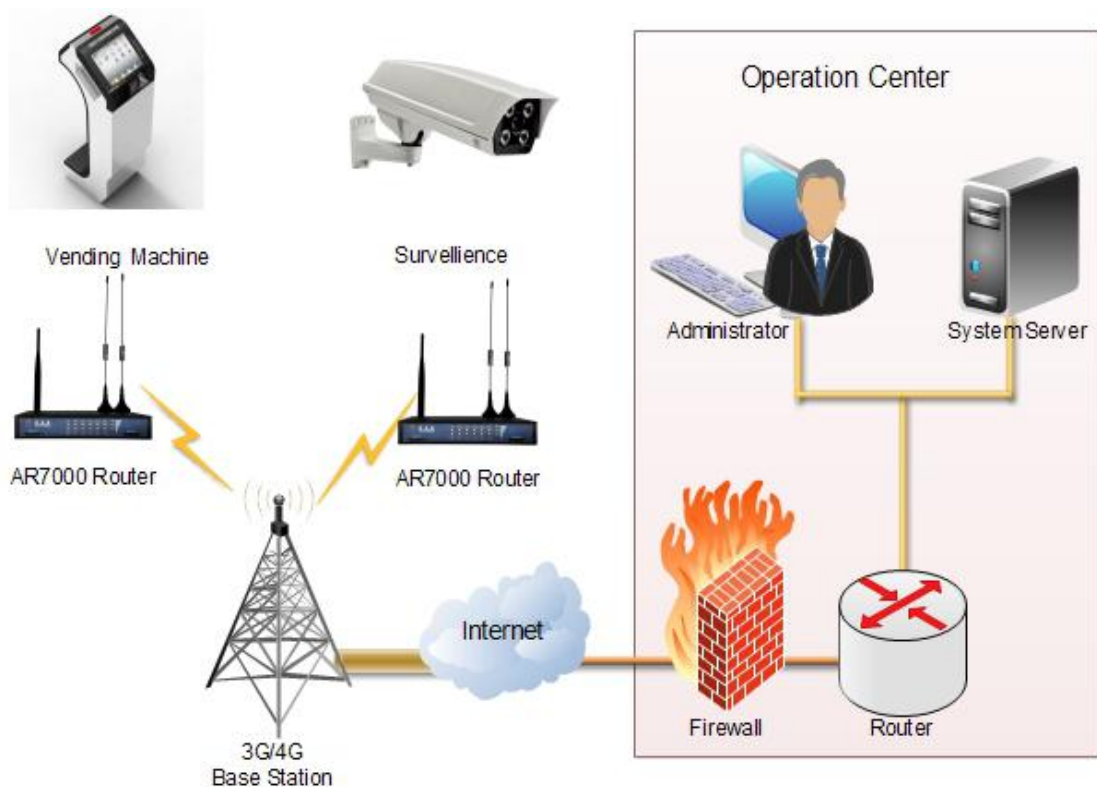 Operation Center
Vending Machine
Survellience
Administrator
System Server
AR7000 Router
AR7000 Router
Internet
Firewall
Router
3G/4G
Base Station